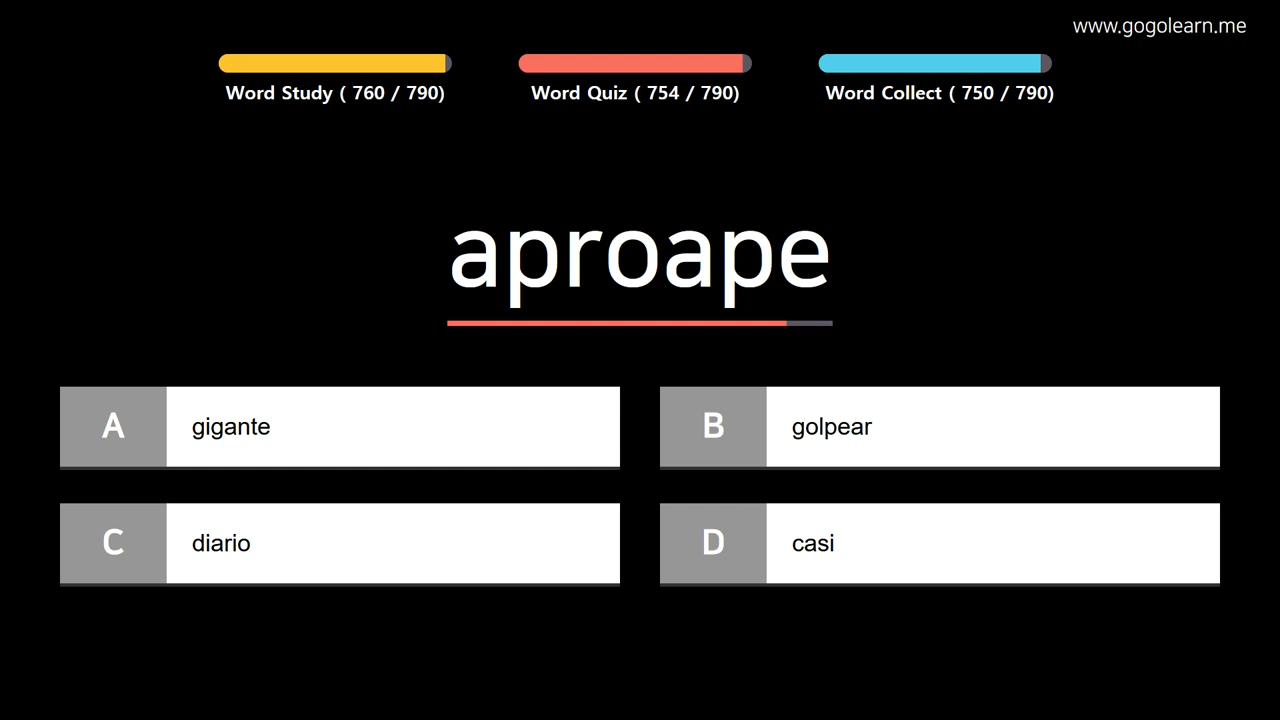 www.gogolearn.me
Word Study ( 760 / 790)
Word Quiz ( 754 / 790)
Word Collect ( 750 / 790)
aproape
A gigante
B golpear
C diario
D casi